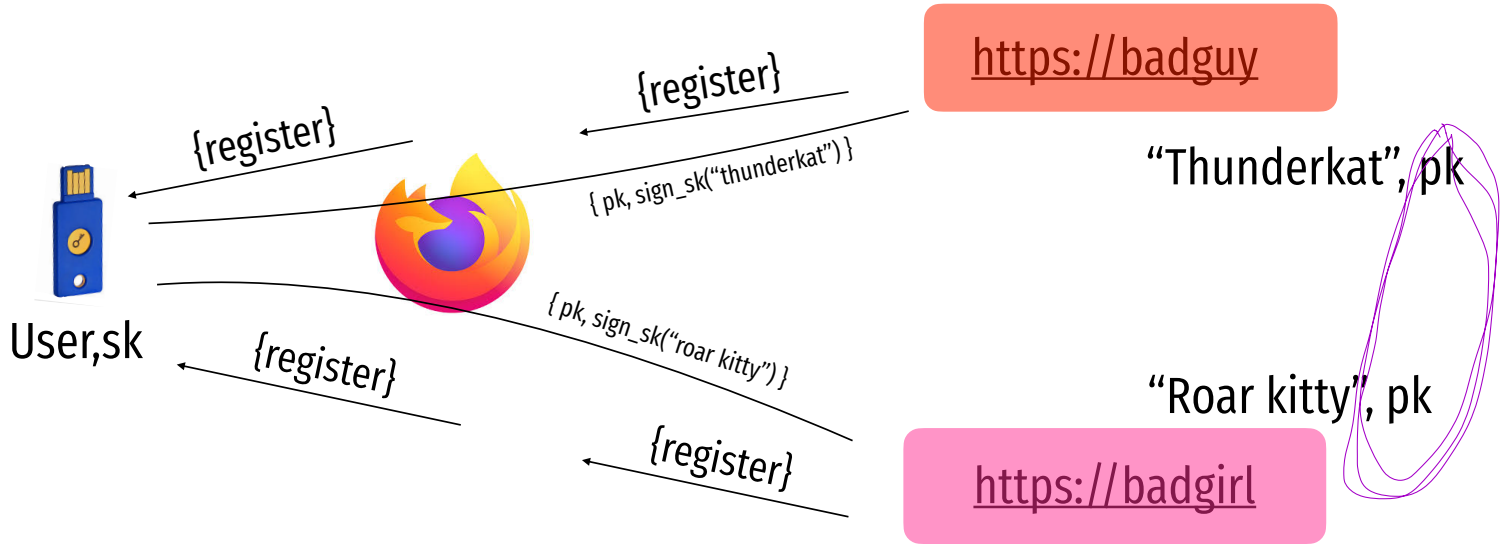 https://badguy
{register}
{register}
“Thunderkat”, pk
{ pk, sign_sk(“thunderkat”) }
User,sk
{ pk, sign_sk(“roar kitty”) }
{register}
“Roar kitty”, pk
{register}
https://badgirl